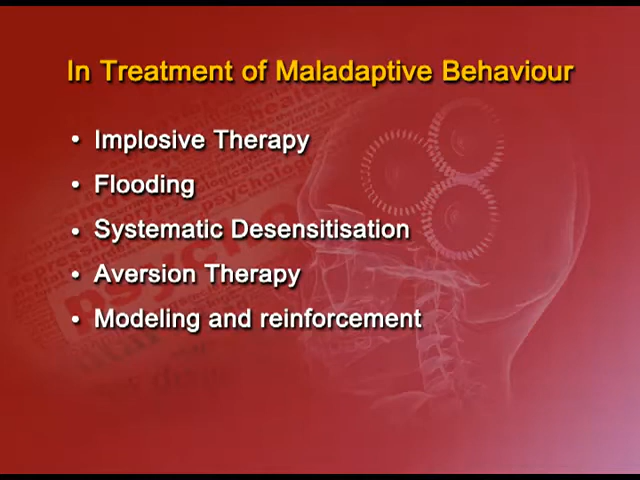 In Treatment of Maladaptive Behaviour
• Implosive Therapy
• Flooding
• Systematic Desensitisation
• Aversion Therapy
• Modeling and reinforcement